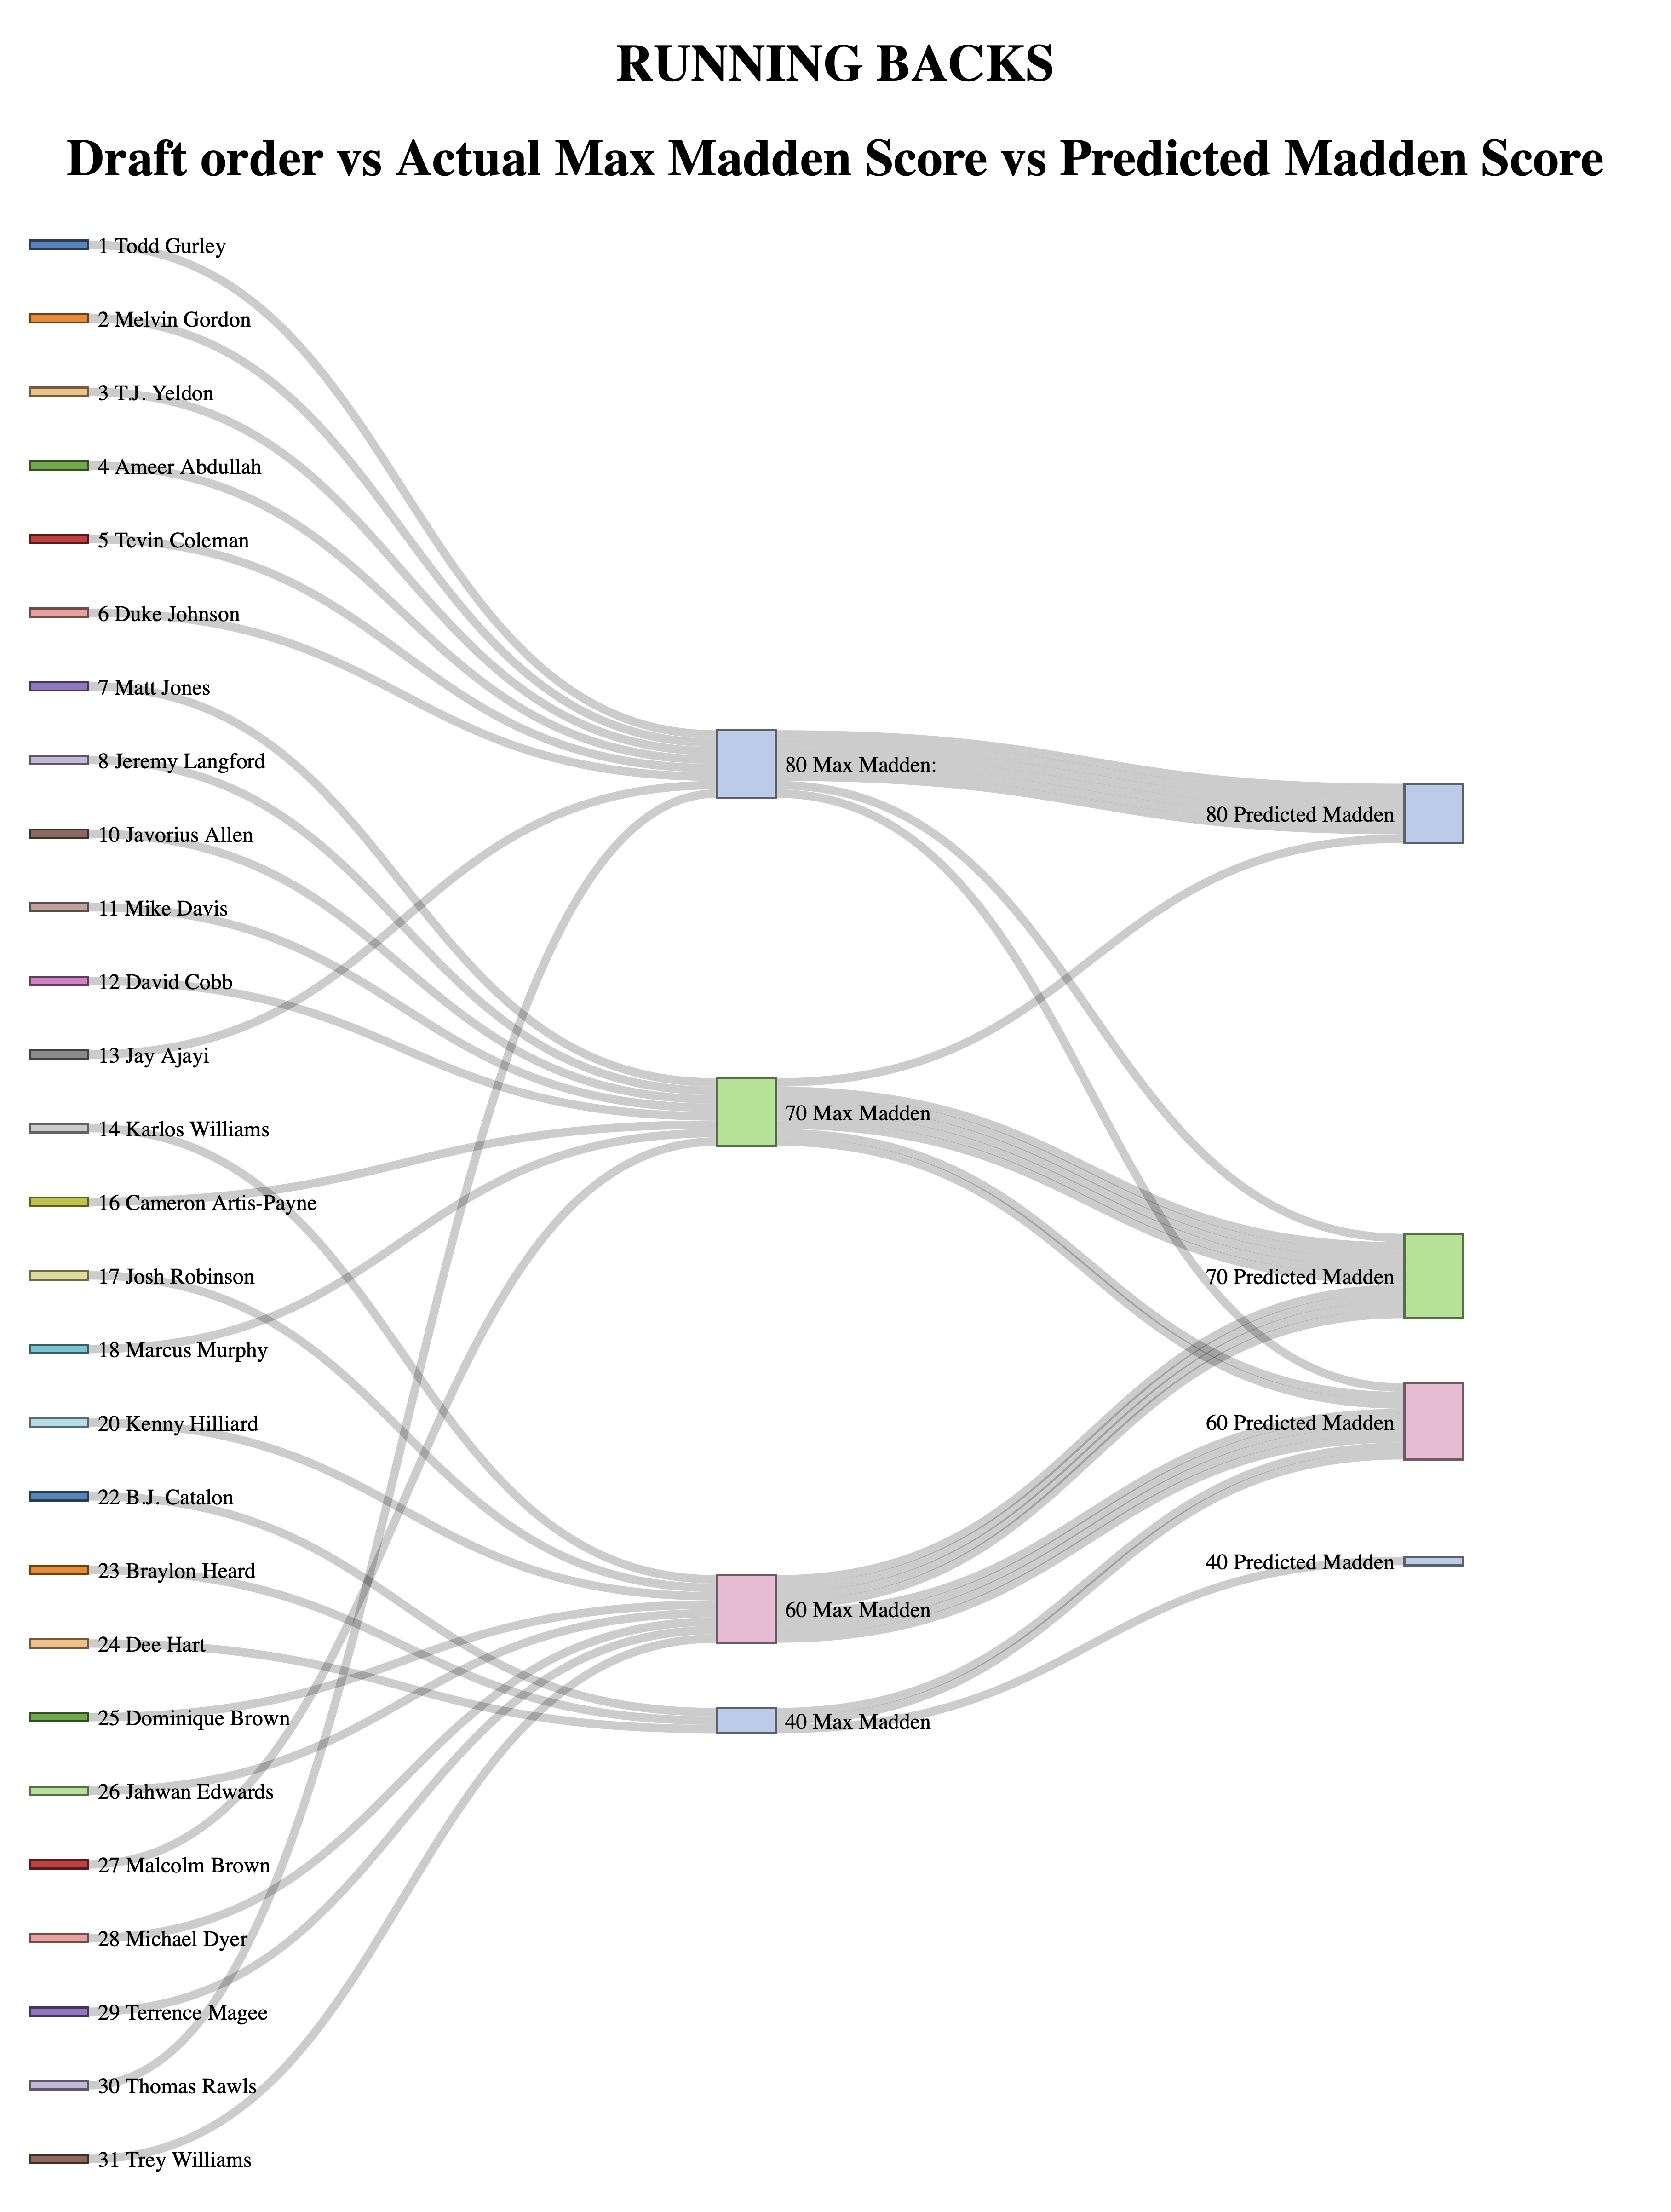 RUNNING BACKS
Draft order vs Actual Max Madden Score vs Predicted Madden Score
1 Todd Gurley
2 Melvin Gordon
3 T.J. Yeldon
4 Ameer Abdullah
5 Tevin Coleman
6 Duke Johnson
7 Matt Jones
8 Jeremy Langford
10 Javorius Allen
11 Mike Davis
12 David Cobb
13 Jay Ajayi
14 Karlos Williams
16 Cameron Artis-Payne
17 Josh Robinson
18 Marcus Murphy
20 Kenny Hilliard
22 B.J. Catalon
23 Braylon Heard
24 Dee Hart
25 Dominique Brown
26 Jahwan Edwards
27 Malcolm Brown
28 Michael Dyer
29 Terrence Magee
30 Thomas Rawls
31 Trey Williams
80 Max Madden:
70 Max Madden
60 Max Madden
40 Max Madden
80 Predicted Madden
70 Predicted Madden
60 Predicted Madden
40 Predicted Madden